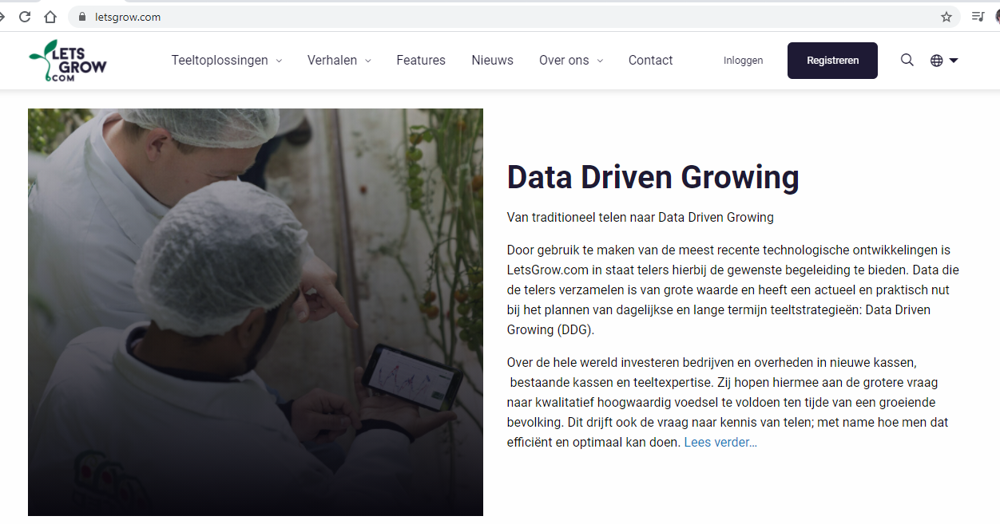 letsgrow.com
LETS
GROW
.COM
Teeltoplossingen
Verhalen
Features
Nieuws
Over ons
Contact
Inloggen
Registreren
Data Driven Growing
Van traditioneel telen naar Data Driven Growing
Door gebruik te maken van de meest recente technologische ontwikkelingen is
LetsGrow.com in staat telers hierbij de gewenste begeleiding te bieden. Data die
de telers verzamelen is van grote waarde en heeft een actueel en praktisch nut
bij het plannen van dagelijkse en lange termijn teeltstrategieën: Data Driven
Growing (DDG).
Over de hele wereld investeren bedrijven en overheden in nieuwe kassen,
bestaande kassen en teeltexpertise. Zij hopen hiermee aan de grotere vraag
naar kwalitatief hoogwaardig voedsel te voldoen ten tijde van een groeiende
bevolking. Dit drijft ook de vraag naar kennis van telen; met name hoe men dat
efficiënt en optimaal kan doen. Lees verder...